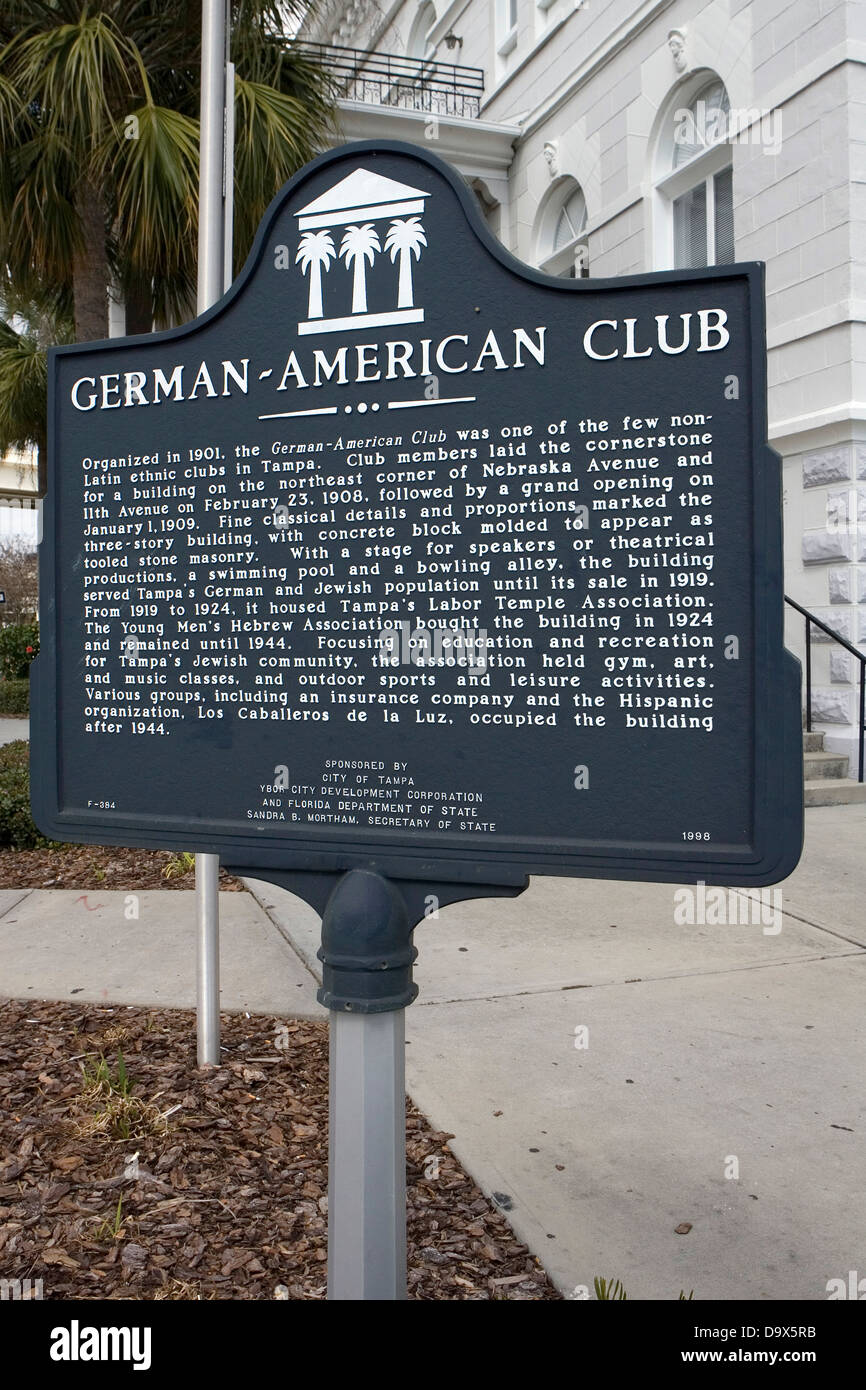 GERMAN-AMERICAN CLUB
Organized in 1901, the German-American Club was one of the few non-
Latin ethnic clubs in Tampa. Club members laid the cornerstone
for a building on the northeast corner of Nebraska Avenue and
11th Avenue on February 23, 1908, followed by a grand opening on
January 1, 1909. Fine classical details and proportions marked the
three-story building, with concrete block molded to appear as
tooled stone masonry. With a stage for speakers or theatrical
productions, a swimming pool and a bowling alley, the building
served Tampa's German and Jewish population until its sale in 1919.
From 1919 to 1924, it housed Tampa's Labor Temple Association.
The Young Men's Hebrew Association bought the building in 1924
and remained until 1944. Focusing on education and recreation
for Tampa's Jewish community, the association held gym, art,
and music classes, and outdoor sports and leisure activities.
Various groups, including an insurance company and the Hispanic
organization, Los Caballeros de la Luz, occupied the building
after 1944.
SPONSORED BY
CITY OF TAMPA
YBOR CITY DEVELOPMENT CORPORATION
AND FLORIDA DEPARTMENT OF STATE
SANDRA B. MORTHAM, SECRETARY OF STATE
F-384
1998
alamy
alamy
Image ID: D9X5RB
www.alamy.com